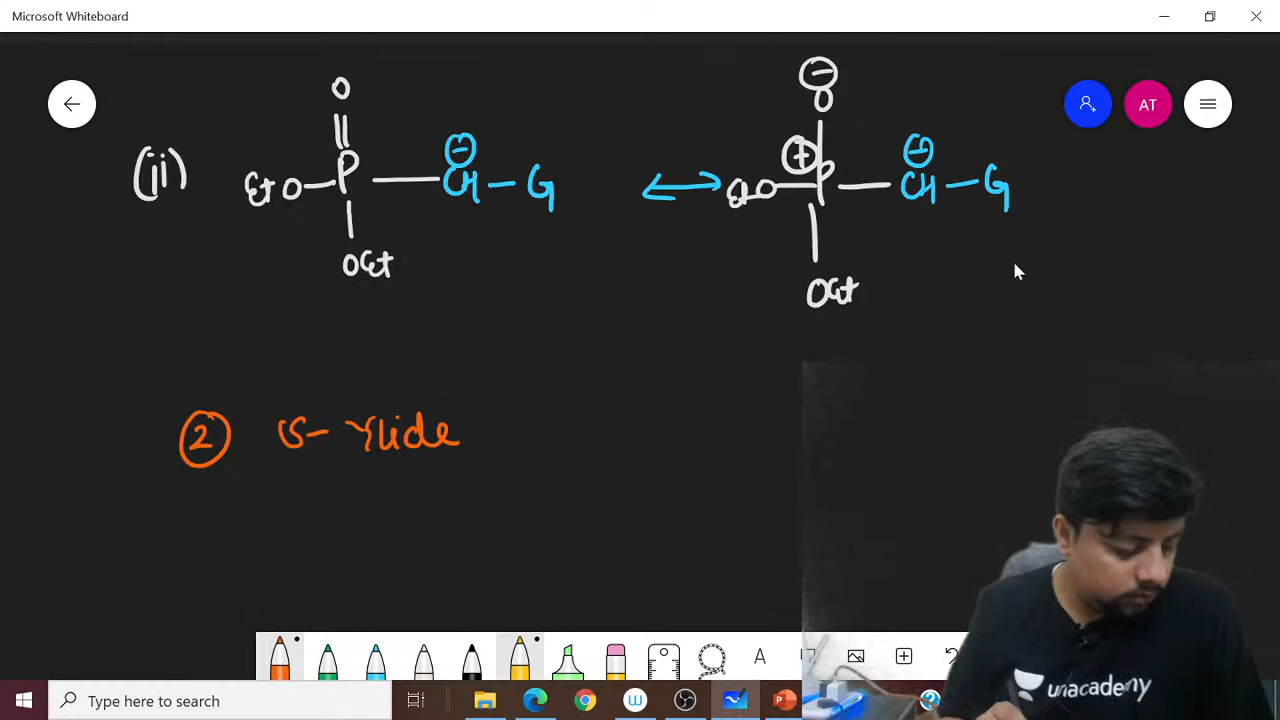 Microsoft Whiteboard
O
(ii) EtO - P - CH - G ↔ EtO - P - CH - G
⊖
O
⊕
⊖
⊖
OEt
OEt
AT
② S- Ylide
A
unacademy
Type here to search